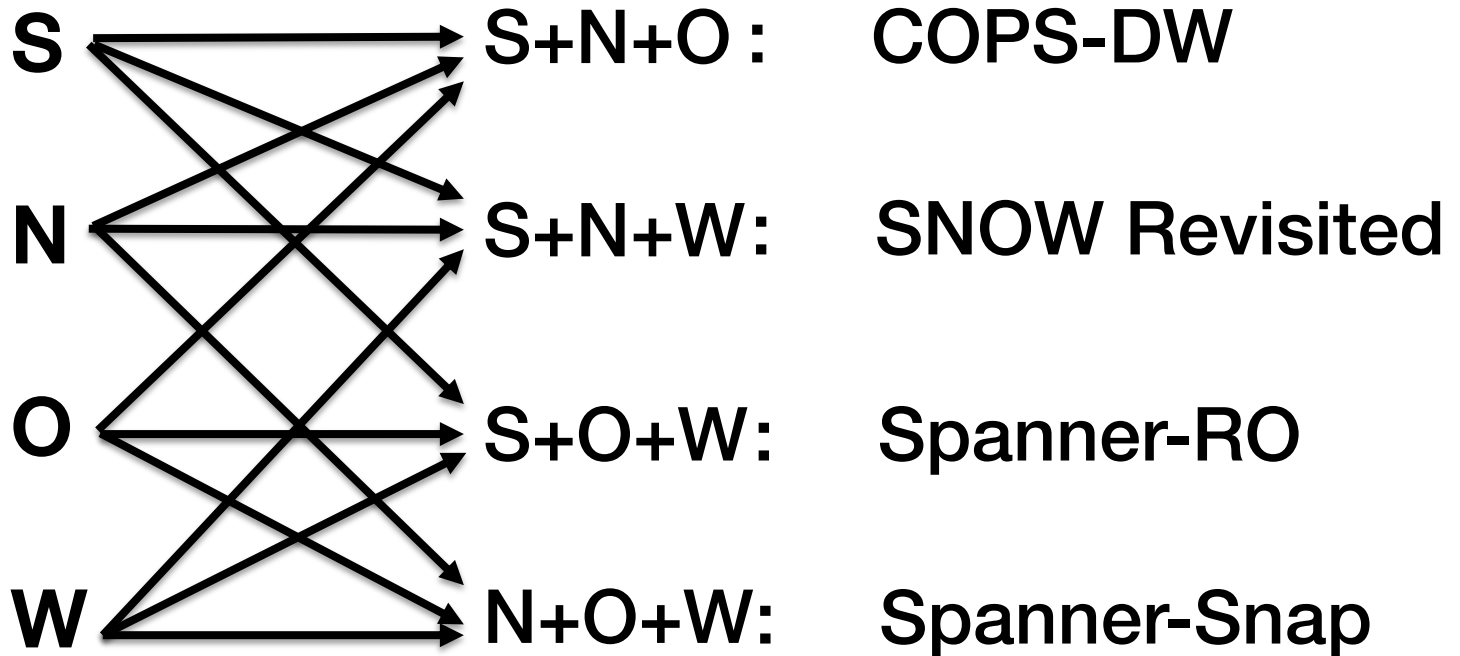 S S+N+O : COPS-DW
N S+N+W: SNOW Revisited
O S+O+W: Spanner-RO
W N+O+W: Spanner-Snap